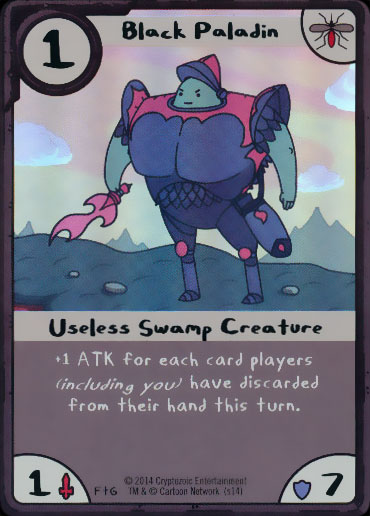 1
Black Paladin
Useless Swamp Creature
+1 ATK for each card players
(including you) have discarded
from their hand this turn.
© 2014 Cryptozoic Entertainment
1 FtG TM & © Cartoon Network (s14) 7